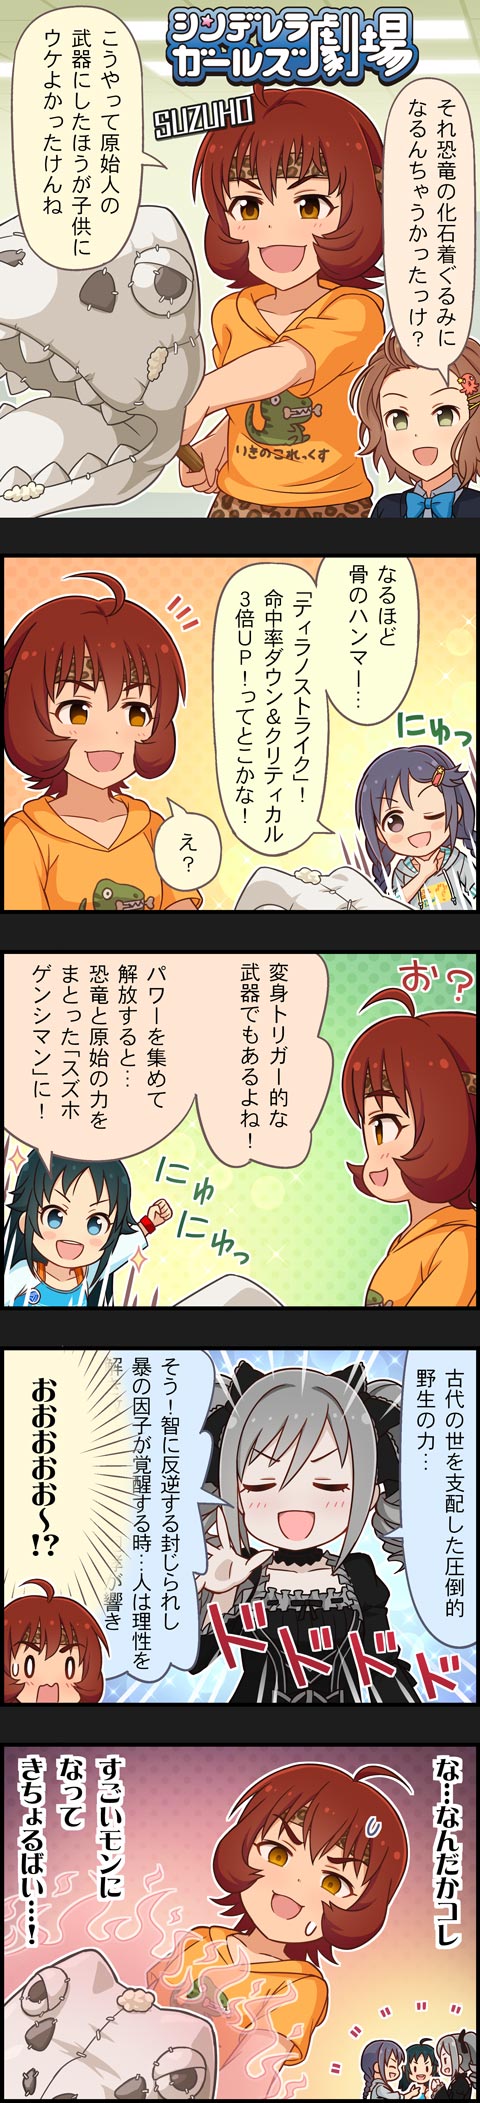 シンデレラ
ガールズ劇場
SUZUHO
それ恐竜の化石着ぐるみに
なるんちゃうかったっけ?
こうやって原始人の
武器にしたほうが子供に
ウケよかったけんね
りきのこれっくす
なるほど
骨のハンマー…
「ティラノストライク」!
命中率ダウン&クリティカル
3倍UP!ってとこかな!
にゅっ
え?
お?
変身トリガー的な
武器でもあるよね!
パワーを集めて
解放すると…
恐竜と原始の力を
まとった「スズホ
ゲンシマン」に!
にゅ
にゅっ
古代の世を支配した圧倒的
野生の力…
そう!智に反逆する封じられし
暴の因子が覚醒する時…人は理性を
が響き
ドドドド
おおおおおお〜!?
な…なんだかコレ
すごいモンに
なって
きちょるばい…!